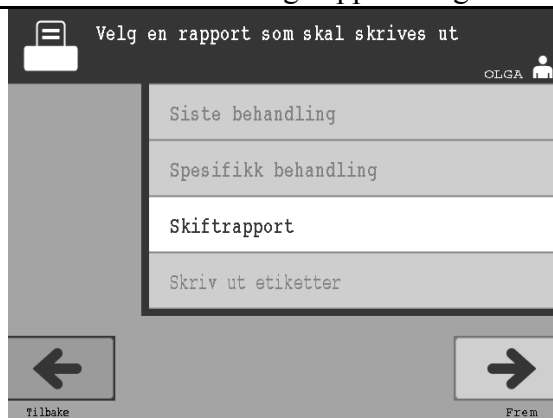 Velg en rapport som skal skrives ut
OLGA
Siste behandling
Spesifikk behandling
Skiftrapport
Skriv ut etiketter
Tilbake
Frem